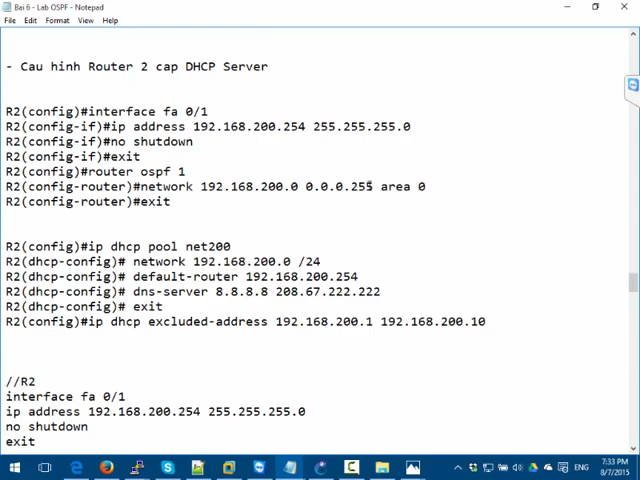 Bai 6 - Lab OSPF - Notepad
File Edit Format View Help
- Cau hinh Router 2 cap DHCP Server
R2(config)#interface fa 0/1
R2(config-if)#ip address 192.168.200.254 255.255.255.0
R2(config-if)#no shutdown
R2(config-if)#exit
R2(config)#router ospf 1
R2(config-router)#network 192.168.200.0 0.0.0.255 area 0
R2(config-router)#exit
R2(config)#ip dhcp pool net200
R2(dhcp-config)# network 192.168.200.0 /24
R2(dhcp-config)# default-router 192.168.200.254
R2(dhcp-config)# dns-server 8.8.8.8 208.67.222.222
R2(dhcp-config)# exit
R2(config)#ip dhcp excluded-address 192.168.200.1 192.168.200.10
//R2
interface fa 0/1
ip address 192.168.200.254 255.255.255.0
no shutdown
exit
ENG
7:33 PM
8/7/2015